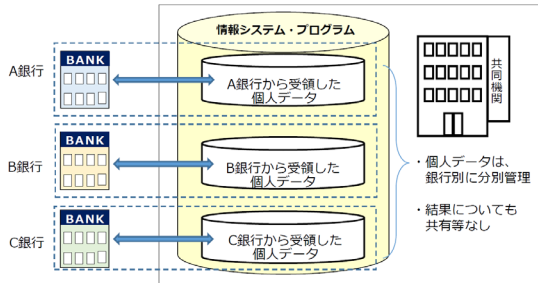 情報システム・プログラム
BANK
A銀行
A銀行から受領した
個人データ
BANK
B銀行
B銀行から受領した
個人データ
BANK
C銀行
C銀行から受領した
個人データ
共同機関
・個人データは、
銀行別に分別管理
・結果についても
共有等なし